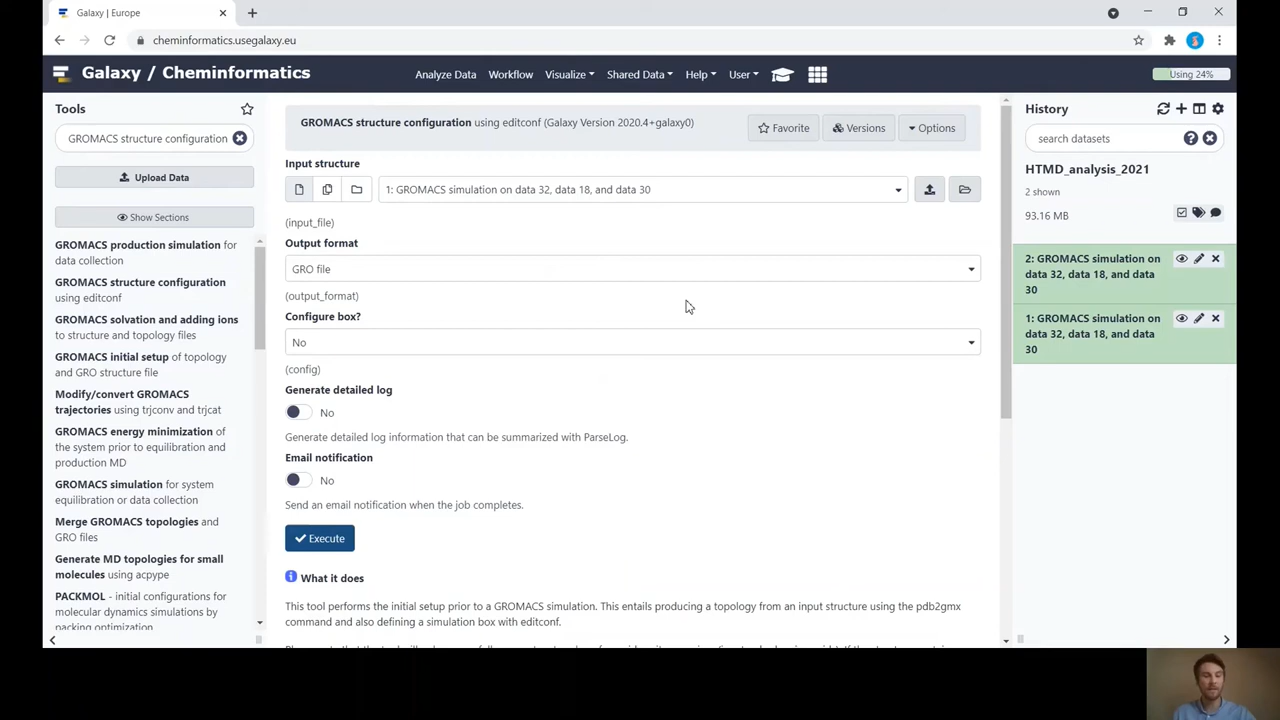 Galaxy | Europe
cheminformatics.usegalaxy.eu
Galaxy / Cheminformatics
Analyze Data
Workflow
Visualize
Shared Data
Help
User
Using 24%
Tools
GROMACS structure configuration
Upload Data
Show Sections
GROMACS production simulation for
data collection
GROMACS structure configuration
using editconf
GROMACS solvation and adding ions
to structure and topology files
GROMACS initial setup of topology
and GRO structure file
Modify/convert GROMACS
trajectories using trjconv and trjcat
GROMACS energy minimization of
the system prior to equilibration and
production MD
GROMACS simulation for system
equilibration or data collection
Merge GROMACS topologies and
GRO files
Generate MD topologies for small
molecules using acpype
PACKMOL - initial configurations for
molecular dynamics simulations by
packing optimization
GROMACS structure configuration using editconf (Galaxy Version 2020.4+galaxy0)
Favorite
Versions
Options
Input structure
1: GROMACS simulation on data 32, data 18, and data 30
(input_file)
Output format
GRO file
(output_format)
Configure box?
No
(config)
Generate detailed log
No
Generate detailed log information that can be summarized with ParseLog.
Email notification
No
Send an email notification when the job completes.
Execute
What it does
This tool performs the initial setup prior to a GROMACS simulation. This entails producing a topology from an input structure using the pdb2gmx
command and also defining a simulation box with editconf.
History
search datasets
HTMD_analysis_2021
2 shown
93.16 MB
2: GROMACS simulation on
data 32, data 18, and data
30
1: GROMACS simulation on
data 32, data 18, and data
30